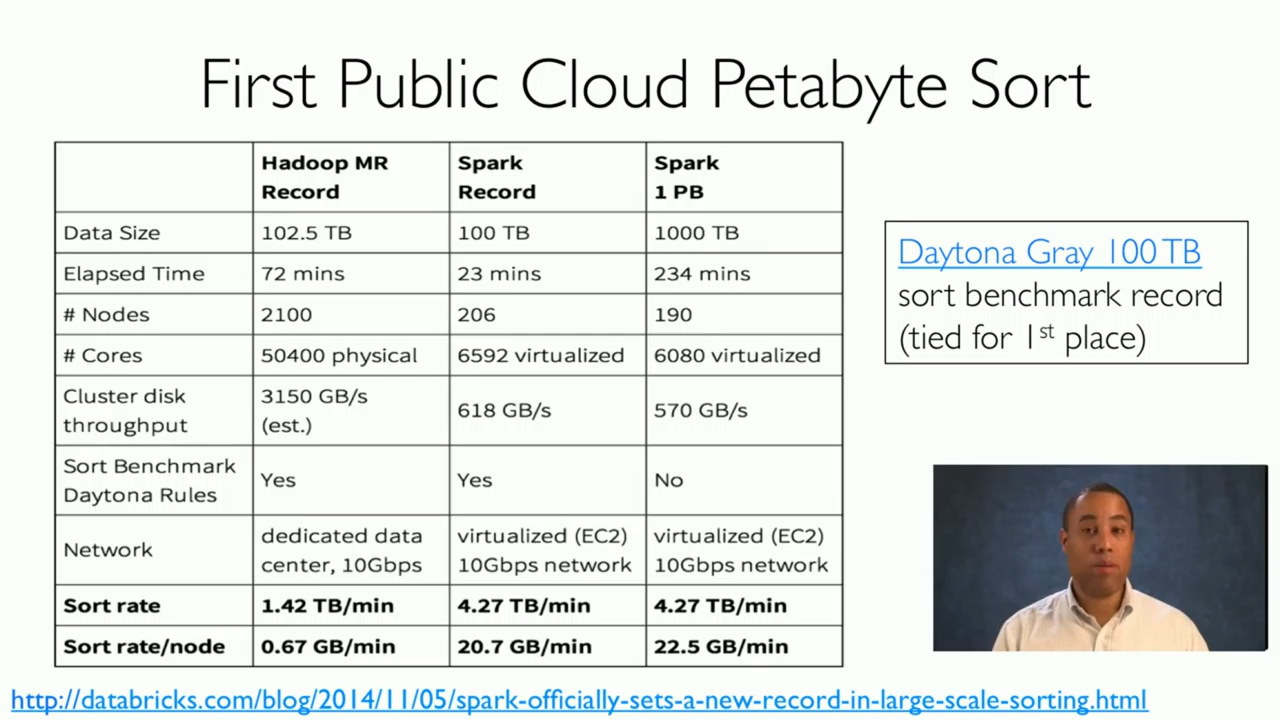 First Public Cloud Petabyte Sort
Hadoop MR Record
Spark Record
Spark 1 PB
Data Size 102.5 TB 100 TB 1000 TB
Elapsed Time 72 mins 23 mins 234 mins
# Nodes 2100 206 190
# Cores 50400 physical 6592 virtualized 6080 virtualized
Cluster disk throughput 3150 GB/s (est.) 618 GB/s 570 GB/s
Sort Benchmark Daytona Rules Yes Yes No
Network dedicated data center, 10Gbps virtualized (EC2) 10Gbps network virtualized (EC2) 10Gbps network
Sort rate 1.42 TB/min 4.27 TB/min 4.27 TB/min
Sort rate/node 0.67 GB/min 20.7 GB/min 22.5 GB/min
Daytona Gray 100 TB
sort benchmark record
(tied for 1st place)
http://databricks.com/blog/2014/11/05/spark-officially-sets-a-new-record-in-large-scale-sorting.html